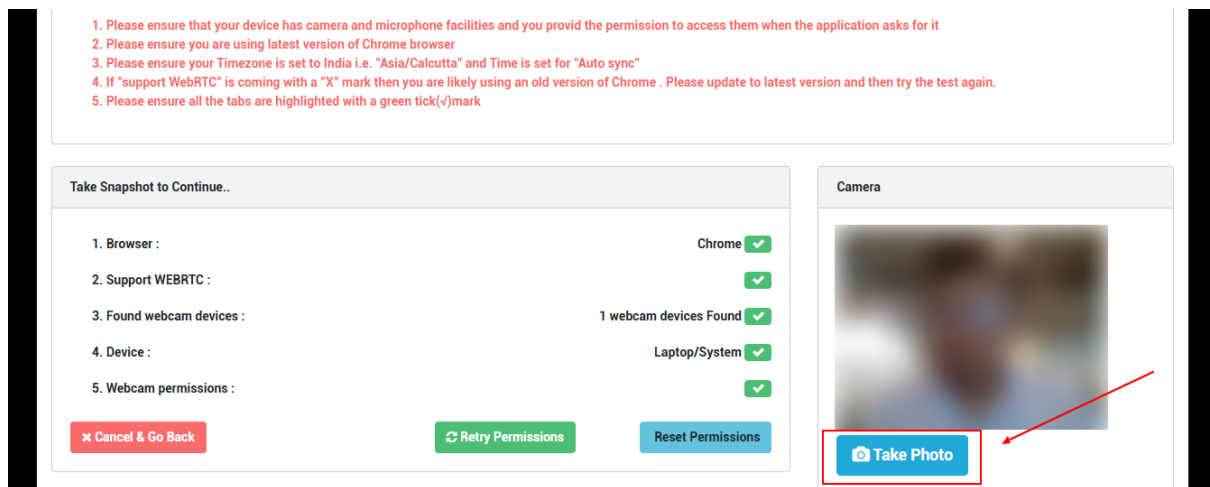 1. Please ensure that your device has camera and microphone facilities and you provid the permission to access them when the application asks for it
2. Please ensure you are using latest version of Chrome browser
3. Please ensure your Timezone is set to India i.e. "Asia/Calcutta" and Time is set for "Auto sync"
4. If "support WebRTC" is coming with a "X" mark then you are likely using an old version of Chrome . Please update to latest version and then try the test again.
5. Please ensure all the tabs are highlighted with a green tick(√)mark
Take Snapshot to Continue..
1. Browser : Chrome
2. Support WEBRTC :
3. Found webcam devices : 1 webcam devices Found
4. Device : Laptop/System
5. Webcam permissions :
Cancel & Go Back Retry Permissions Reset Permissions
Camera
Take Photo